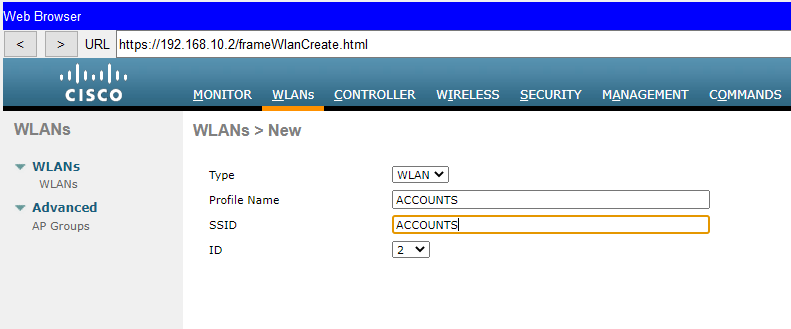 Web Browser
< > URL https://192.168.10.2/frameWlanCreate.html
CISCO
MONITOR WLANs CONTROLLER WIRELESS SECURITY MANAGEMENT COMMANDS
WLANs
WLANs
WLANs
Advanced
AP Groups
WLANs > New
Type WLAN
Profile Name ACCOUNTS
SSID ACCOUNTS
ID 2